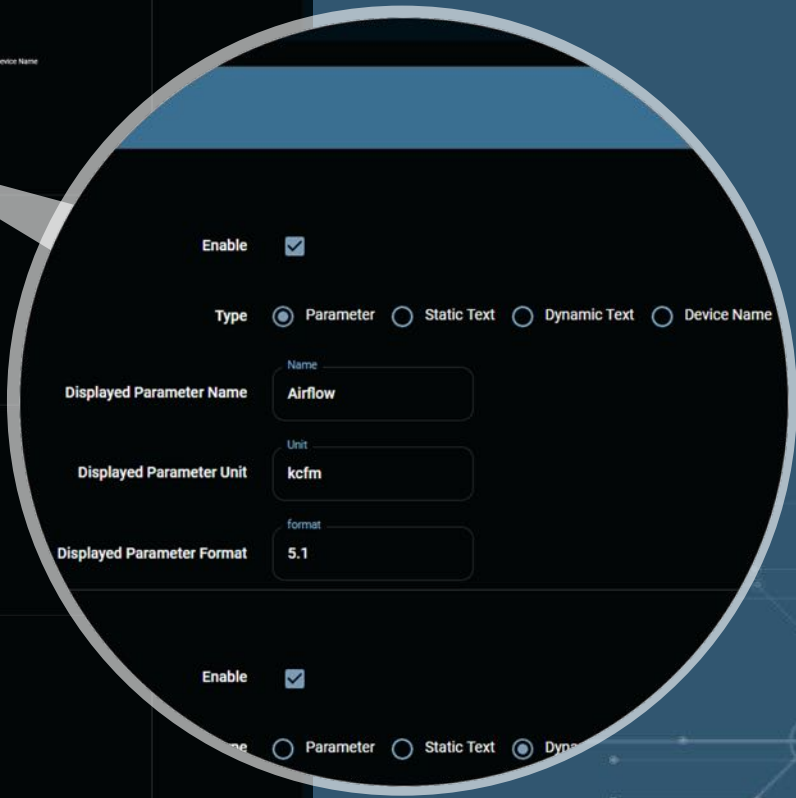 Device Name
Enable
Type Parameter Static Text Dynamic Text Device Name
Name
Displayed Parameter Name Airflow
Unit
Displayed Parameter Unit kcfm
format
Displayed Parameter Format 5.1
Enable
Parameter Static Text